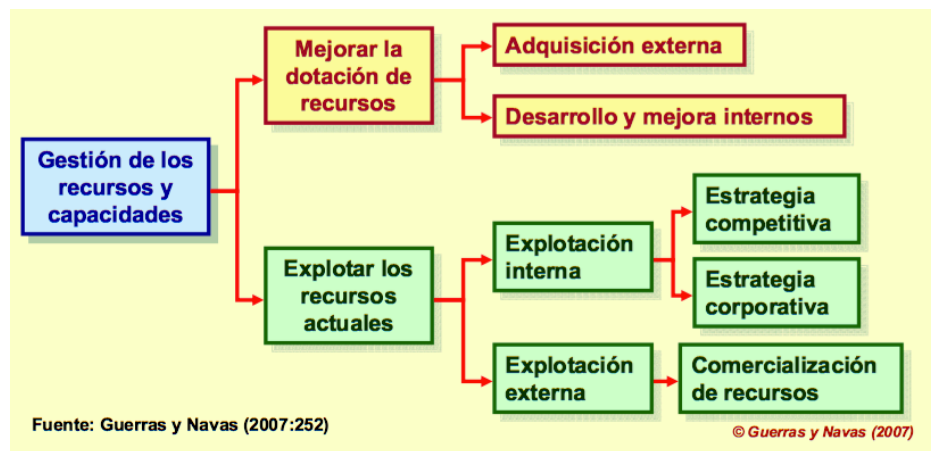 Mejorar la
dotación de
recursos
Adquisición externa
Desarrollo y mejora internos
Gestión de los
recursos y
capacidades
Explotar los
recursos
actuales
Explotación
interna
Estrategia
competitiva
Estrategia
corporativa
Explotación
externa
Comercialización
de recursos
Fuente: Guerras y Navas (2007:252)
© Guerras y Navas (2007)